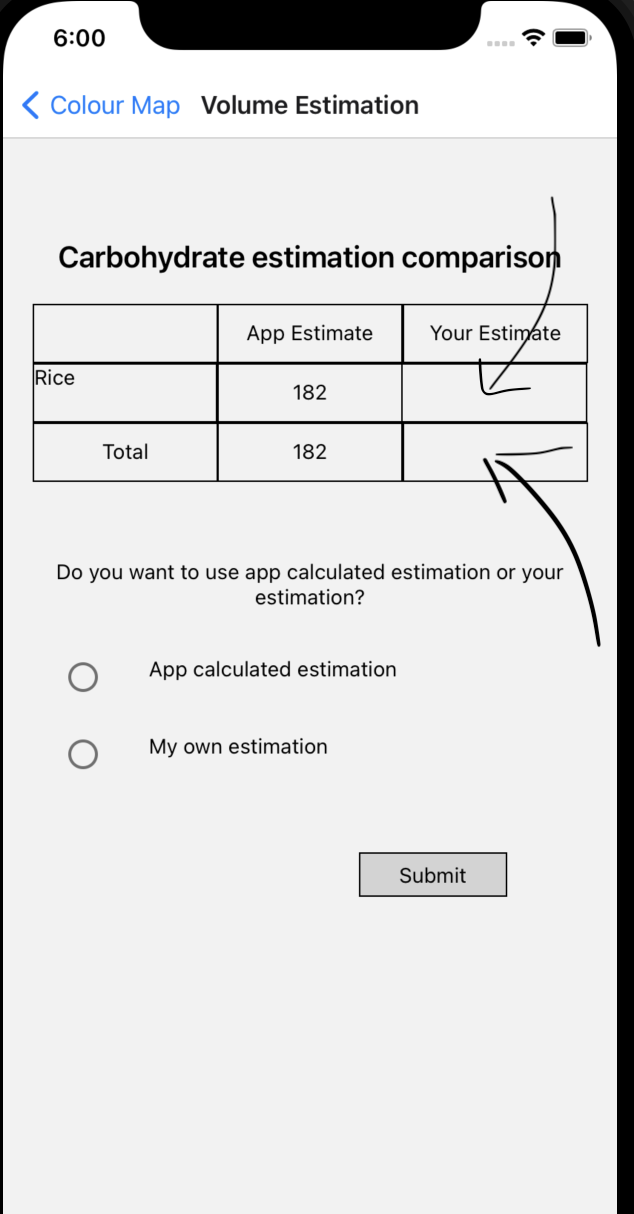 6:00
Colour Map Volume Estimation
Carbohydrate estimation comparison
App Estimate Your Estimate
Rice 182
Total 182
Do you want to use app calculated estimation or your
estimation?
App calculated estimation
My own estimation
Submit